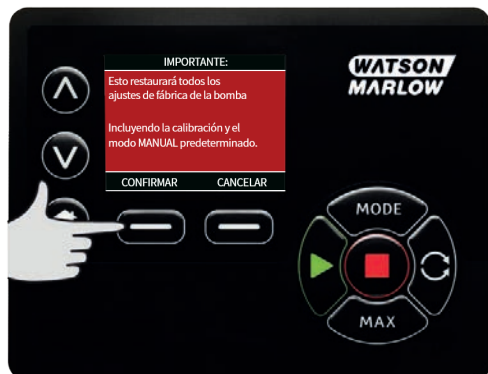 IMPORTANTE:
WATSON
MARLOW
Esto restaurará todos los
ajustes de fábrica de la bomba
Incluyendo la calibración y el
modo MANUAL predeterminado.
CONFIRMAR CANCELAR
MODE
MAX